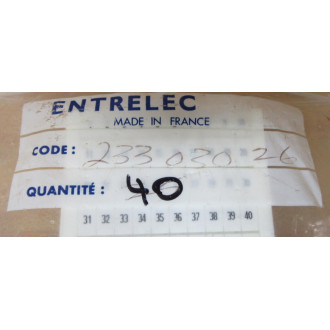 ENTRELEC
MADE IN FRANCE
CODE : 233 030.26
QUANTITÉ : 40
31 32 33 34 35 36 37 38 39 40